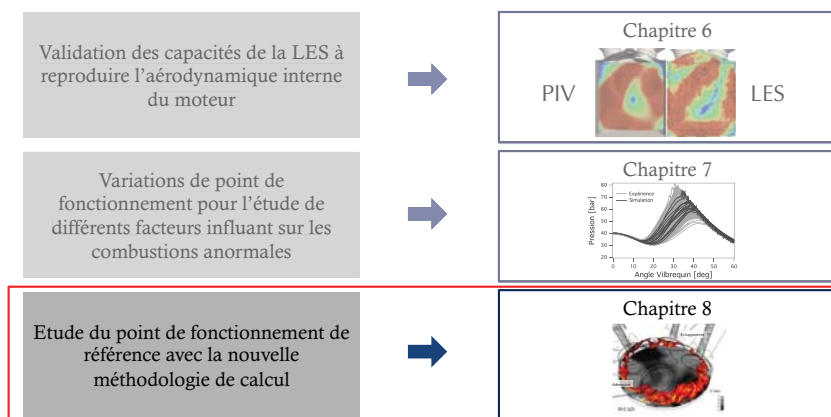 Validation des capacités de la LES à
reproduire l'aérodynamique interne
du moteur
Chapitre 6
PIV
LES
Variations de point de
fonctionnement pour l'étude de
différents facteurs influant sur les
combustions anormales
Chapitre 7
Expérience
Simulation
Pression [bar]
80
70
60
50
40
30
20
0
10
20
30
40
50
60
Angle Vilbrequin [deg]
Etude du point de fonctionnement de
référence avec la nouvelle
méthodologie de calcul
Chapitre 8
Echappement